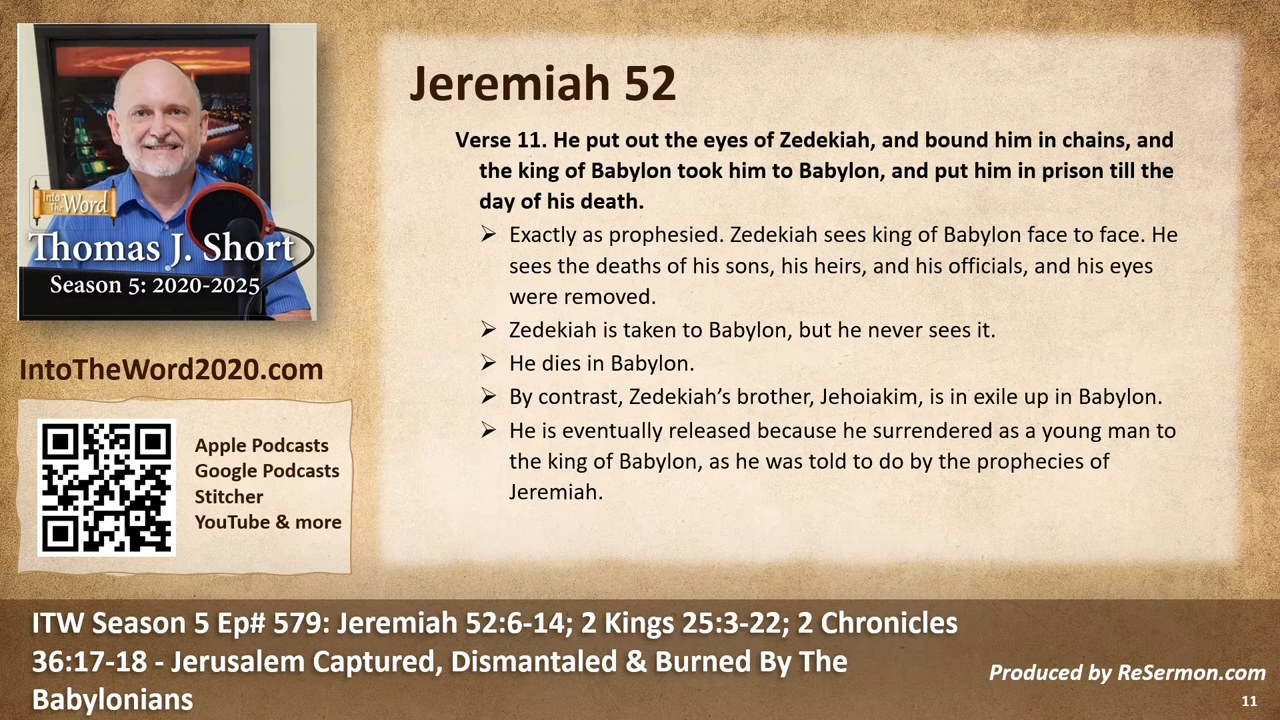 Into
The Word
Thomas J. Short
Season 5: 2020-2025
IntoTheWord2020.com
Apple Podcasts
Google Podcasts
Stitcher
YouTube & more
Jeremiah 52
Verse 11. He put out the eyes of Zedekiah, and bound him in chains, and
the king of Babylon took him to Babylon, and put him in prison till the
day of his death.
➢ Exactly as prophesied. Zedekiah sees king of Babylon face to face. He
sees the deaths of his sons, his heirs, and his officials, and his eyes
were removed.
➢ Zedekiah is taken to Babylon, but he never sees it.
➢ He dies in Babylon.
➢ By contrast, Zedekiah’s brother, Jehoiakim, is in exile up in Babylon.
➢ He is eventually released because he surrendered as a young man to
the king of Babylon, as he was told to do by the prophecies of
Jeremiah.
ITW Season 5 Ep# 579: Jeremiah 52:6-14; 2 Kings 25:3-22; 2 Chronicles
36:17-18 - Jerusalem Captured, Dismantaled & Burned By The
Babylonians
Produced by ReSermon.com
11